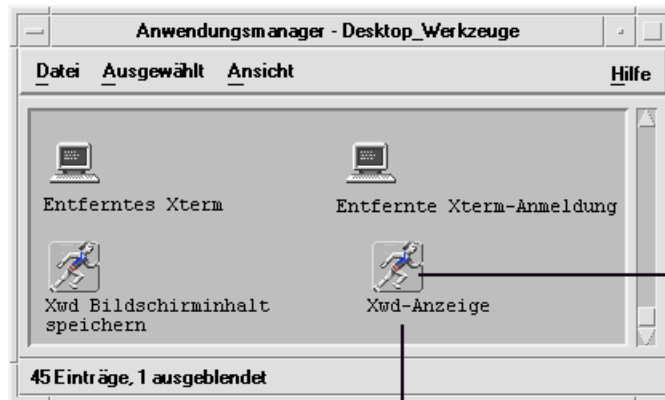 Anwendungsmanager - Desktop_Werkzeuge
Datei Ausgewählt Ansicht Hilfe
Entferntes Xterm Entfernte Xterm-Anmeldung
Xwd Bildschirminhalt Xwd-Anzeige
speichern
45 Einträge, 1 ausgeblendet